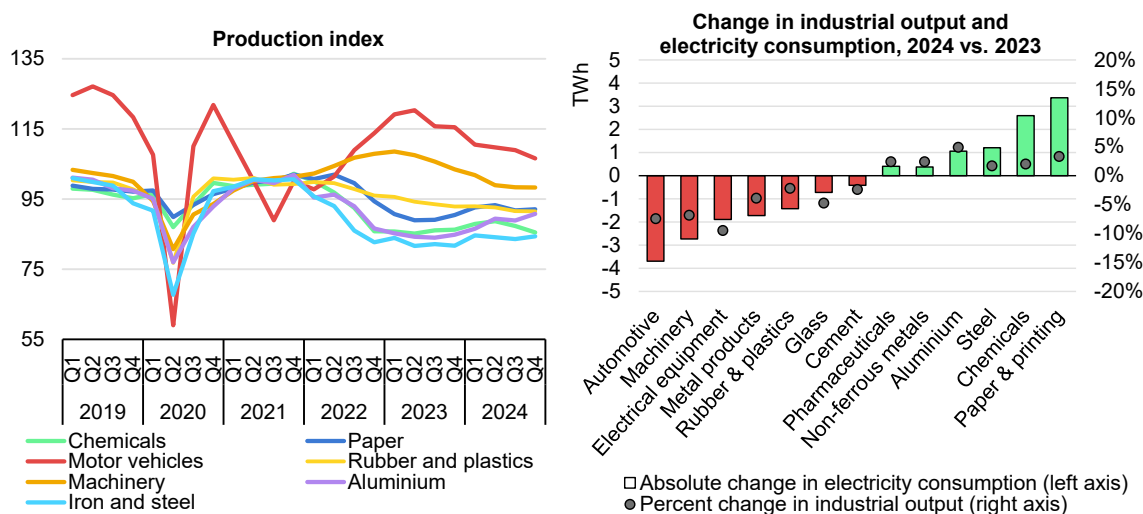 Production index
135
115
95
75
55
Q1 Q2 Q3 Q4 Q1 Q2 Q3 Q4 Q1 Q2 Q3 Q4 Q1 Q2 Q3 Q4 Q1 Q2 Q3 Q4 Q1 Q2 Q3 Q4
2019 2020 2021 2022 2023 2024
Chemicals
Paper
Motor vehicles
Rubber and plastics
Machinery
Aluminium
Iron and steel
Change in industrial output and
electricity consumption, 2024 vs. 2023
TWh
5
4
3
2
1
0
-1
-2
-3
-4
-5
20%
15%
10%
5%
0%
-5%
-10%
-15%
-20%
Automotive
Machinery
Electrical equipment
Metal products
Rubber & plastics
Glass
Cement
Pharmaceuticals
Non-ferrous metals
Aluminium
Steel
Chemicals
Paper & printing
Absolute change in electricity consumption (left axis)
Percent change in industrial output (right axis)